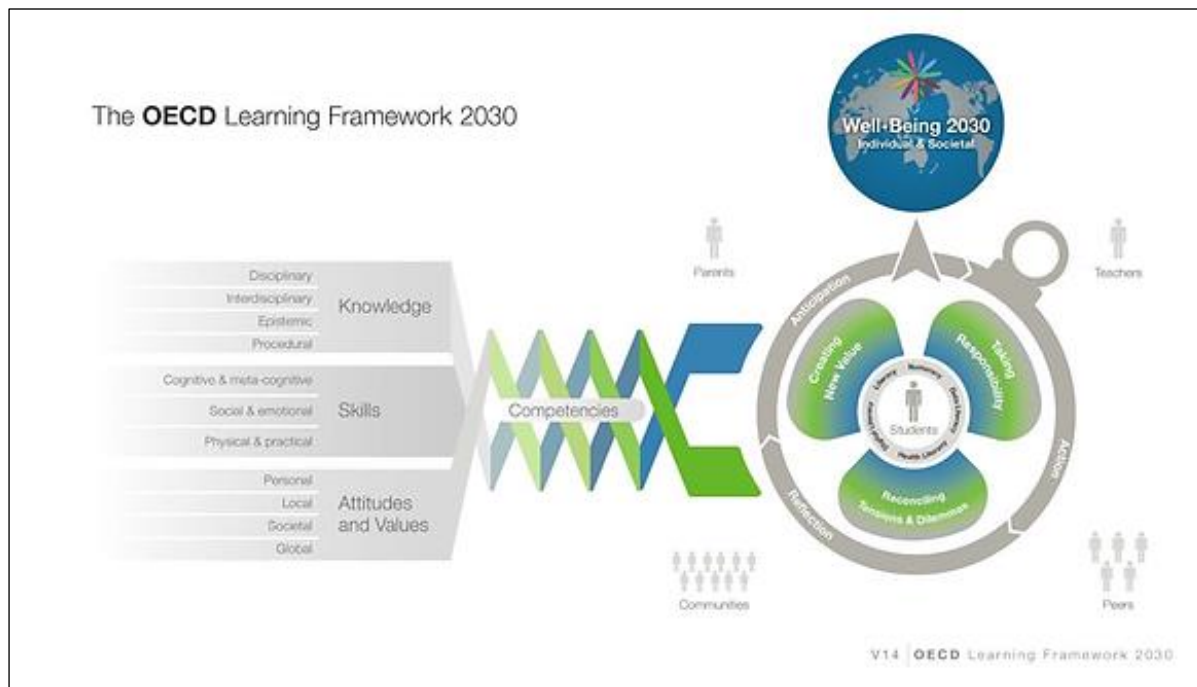 The OECD Learning Framework 2030
Well-Being 2030
Individual & Societal
Parents
Teachers
Disciplinary
Interdisciplinary
Epistemic
Procedural
Knowledge
Cognitive & meta-cognitive
Social & emotional
Physical & practical
Skills
Personal
Local
Societal
Global
Attitudes
and Values
Competencies
Anticipation
Action
Reflection
Creating
New Value
Taking
Responsibility
Reconciling
Tensions & Dilemmas
Literacy
Numeracy
Data Literacy
Health Literacy
Digital Literacy
Students
Communities
Peers
V14 | OECD Learning Framework 2030